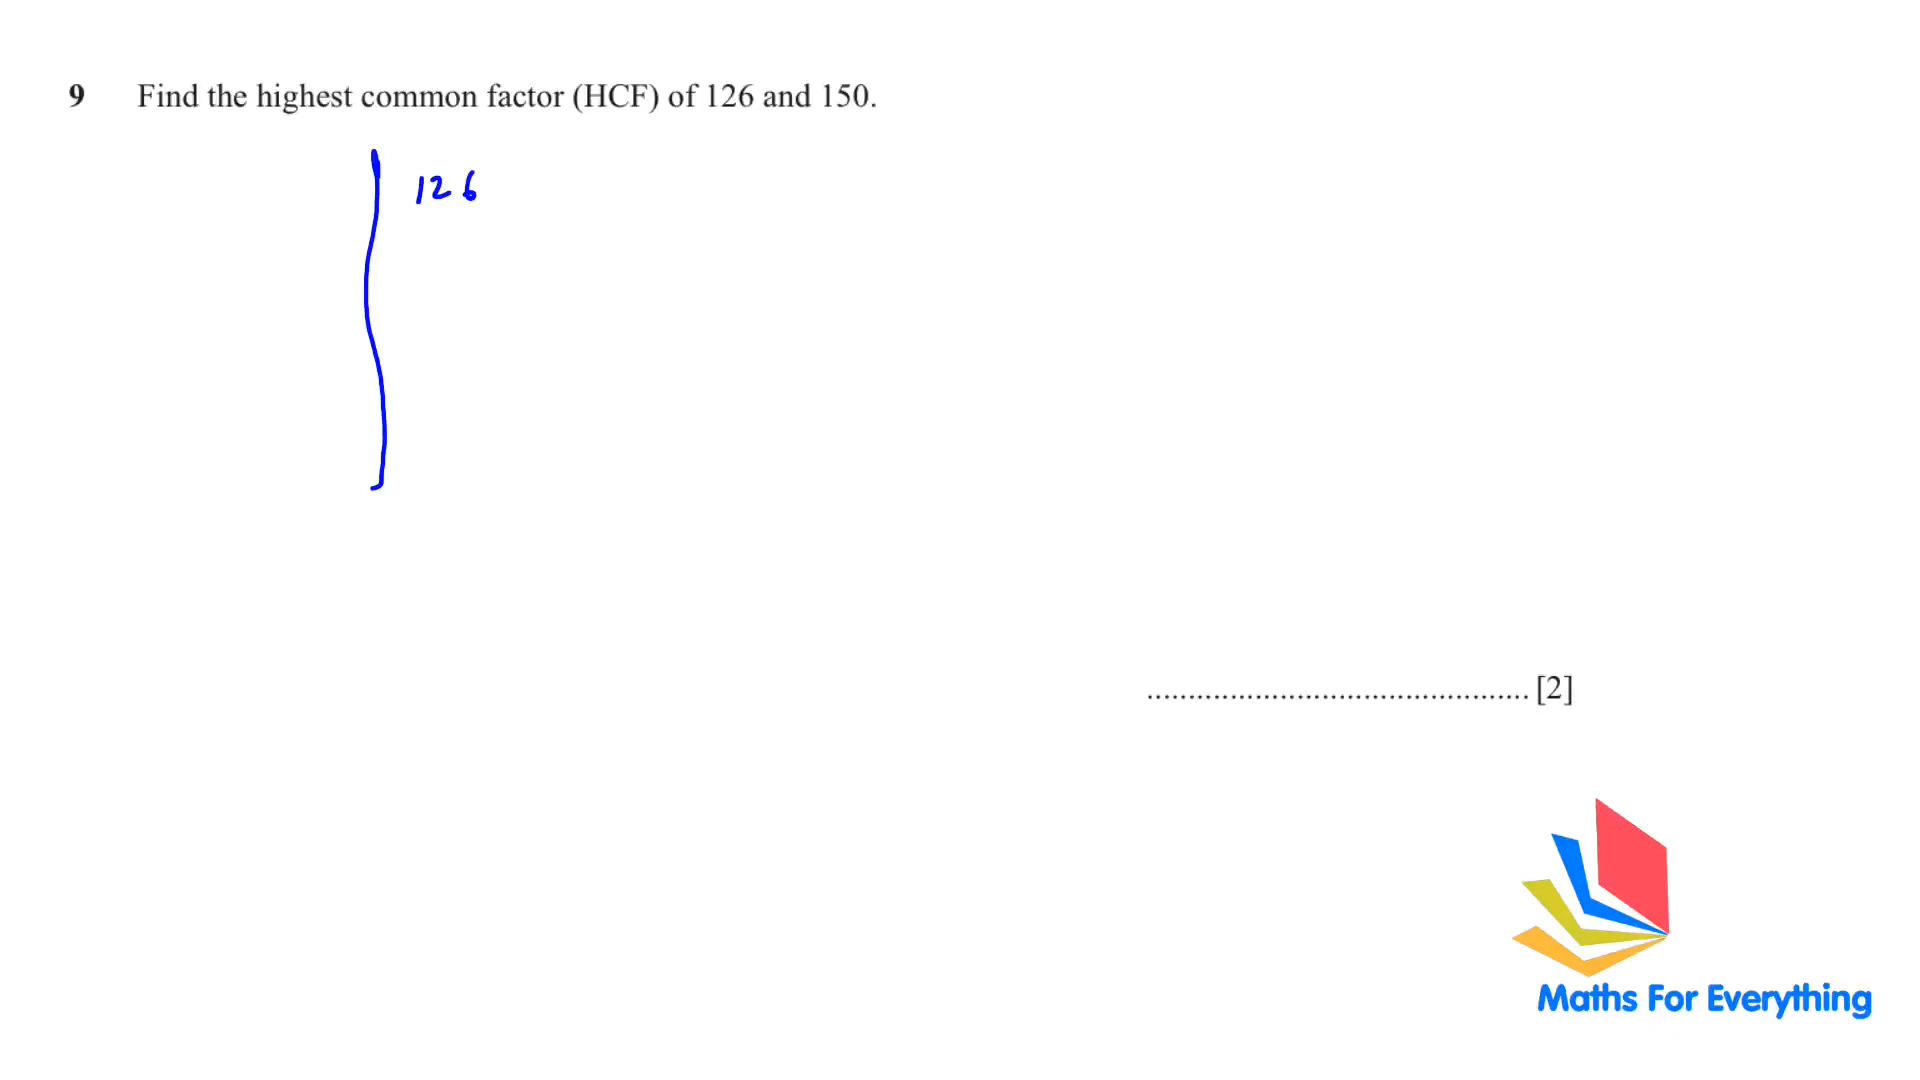 9 Find the highest common factor (HCF) of 126 and 150.
126
.............................................. [2]
Maths For Everything